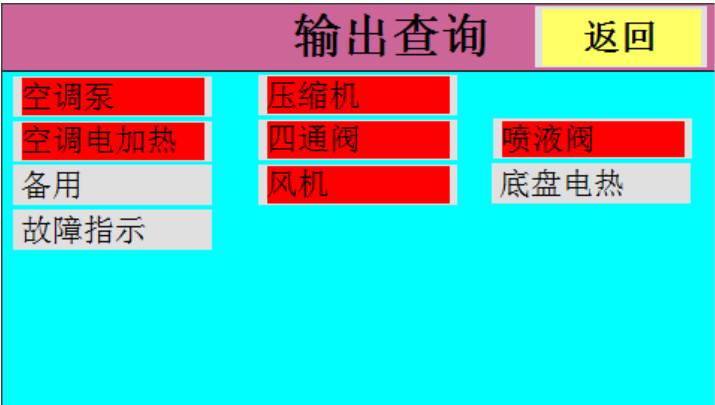 输出查询 返回
空调泵 压缩机
空调电加热 四通阀 喷液阀
备用 风机 底盘电热
故障指示